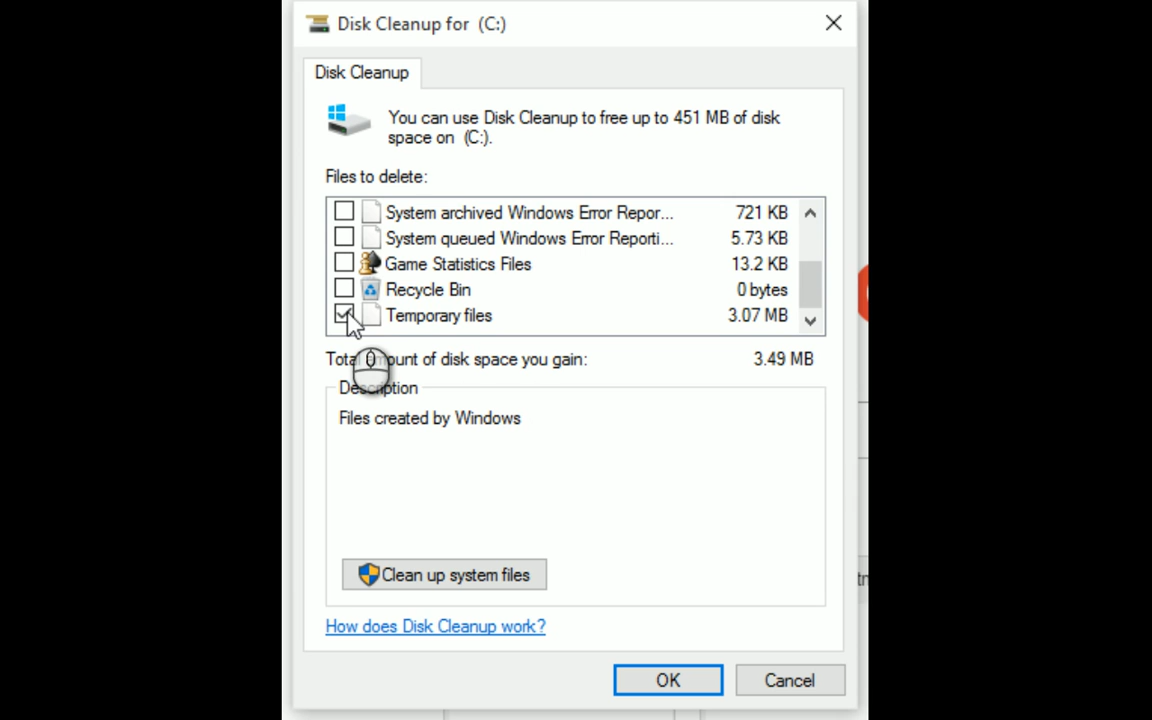 Disk Cleanup for (C:)
Disk Cleanup
You can use Disk Cleanup to free up to 451 MB of disk
space on (C:).
Files to delete:
System archived Windows Error Repor... 721 KB
System queued Windows Error Reporti... 5.73 KB
Game Statistics Files 13.2 KB
Recycle Bin 0 bytes
Temporary files 3.07 MB
Total amount of disk space you gain: 3.49 MB
Description
Files created by Windows
Clean up system files
How does Disk Cleanup work?
OK Cancel